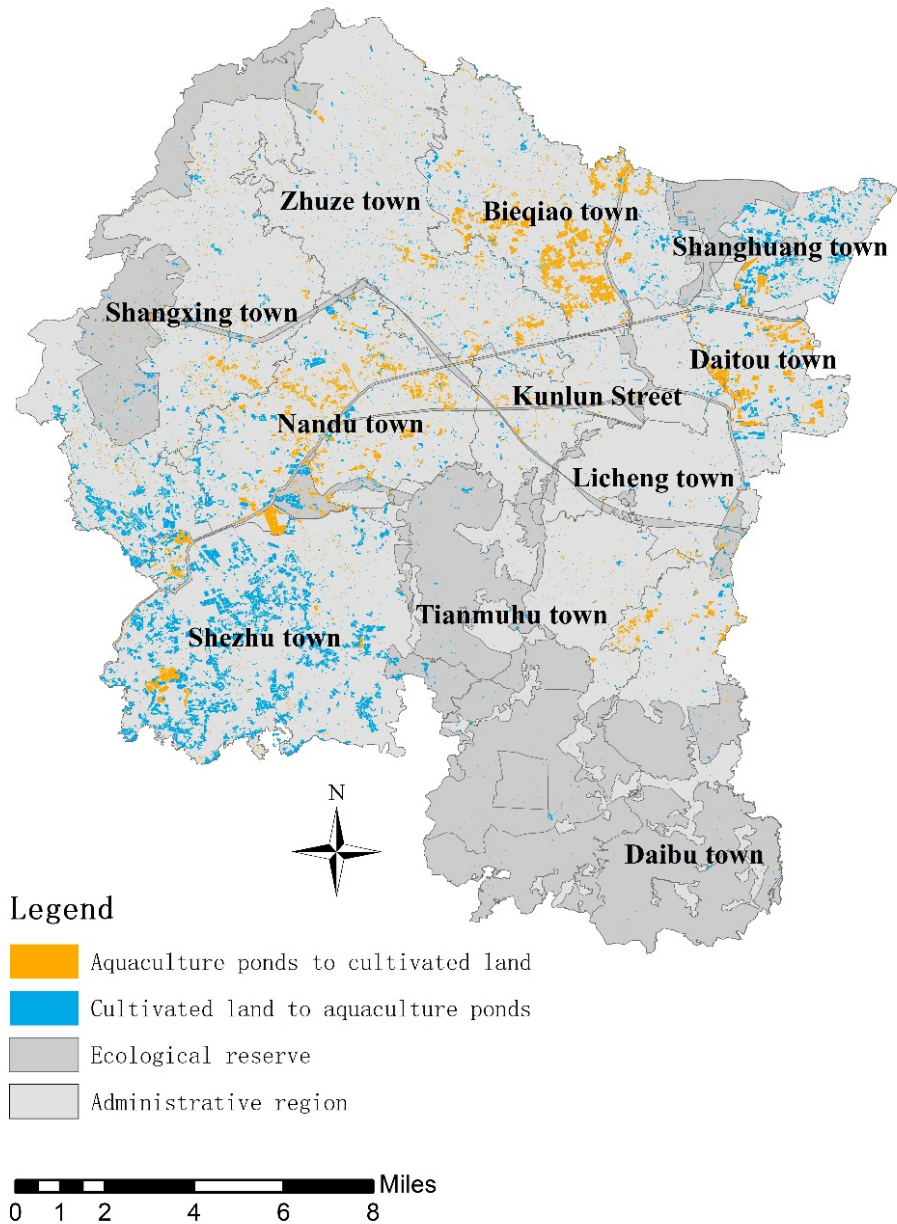 Zhuze town
Bieqiao town
Shanghuang town
Shangxing town
Daitou town
Kunlun Street
Nandu town
Licheng town
Tianmuhu town
Shezhu town
N
Daibu town
Legend
Aquaculture ponds to cultivated land
Cultivated land to aquaculture ponds
Ecological reserve
Administrative region
Miles
0 1 2 4 6 8